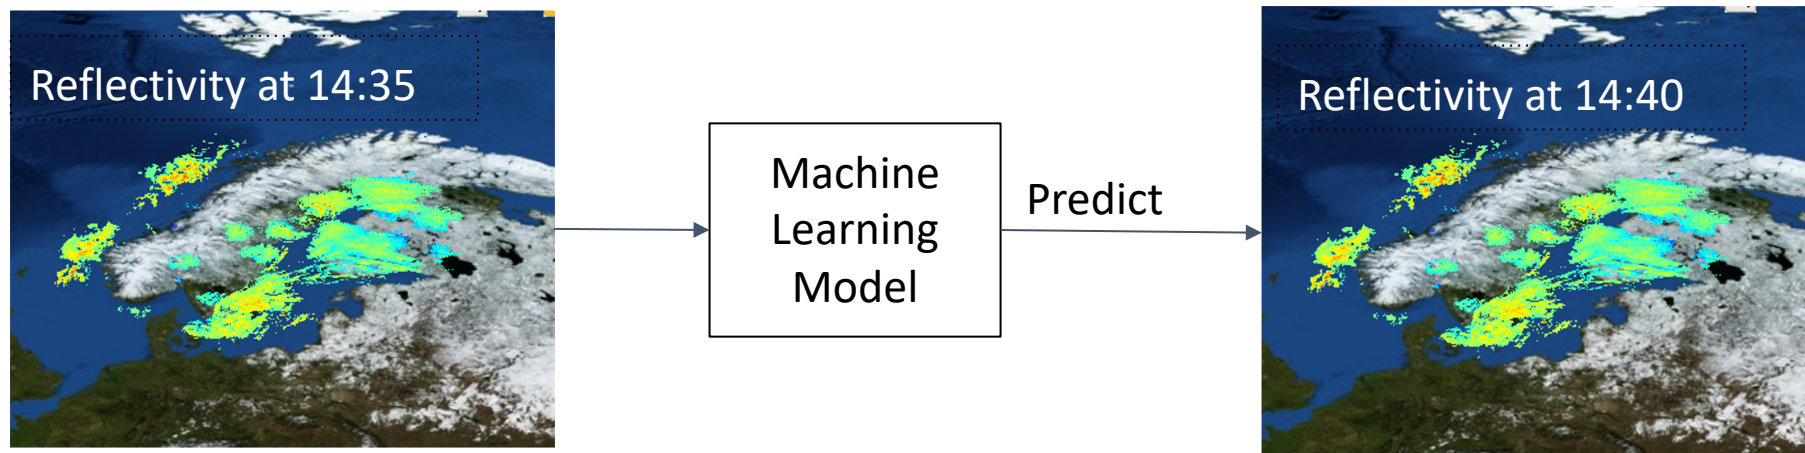 Reflectivity at 14:35
Machine
Learning
Model
Predict
Reflectivity at 14:40